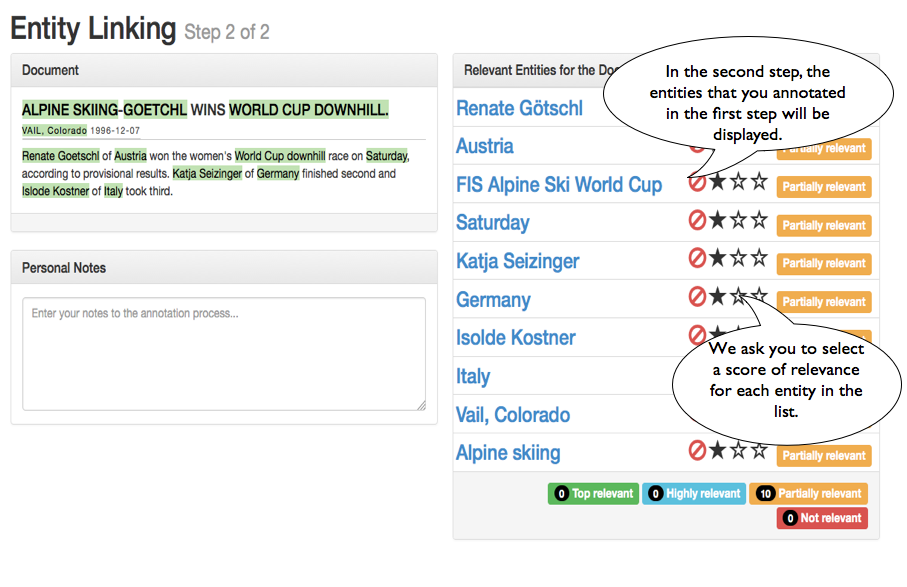 Entity Linking Step 2 of 2
Document
ALPINE SKIING-GOETCHL WINS WORLD CUP DOWNHILL.
VAIL, Colorado 1996-12-07
Renate Goetschl of Austria won the women's World Cup downhill race on Saturday,
according to provisional results. Katja Seizinger of Germany finished second and
Islode Kostner of Italy took third.
Personal Notes
Enter your notes to the annotation process...
Relevant Entities for the Do
In the second step, the
entities that you annotated
in the first step will be
displayed.
Renate Götschl
Austria
Partially relevant
FIS Alpine Ski World Cup
Partially relevant
Saturday
Partially relevant
Katja Seizinger
Partially relevant
Germany
Partially relevant
Isolde Kostner
We ask you to select
a score of relevance
for each entity in the
list.
Italy
Vail, Colorado
Alpine skiing
Partially relevant
0 Top relevant
0 Highly relevant
10 Partially relevant
0 Not relevant